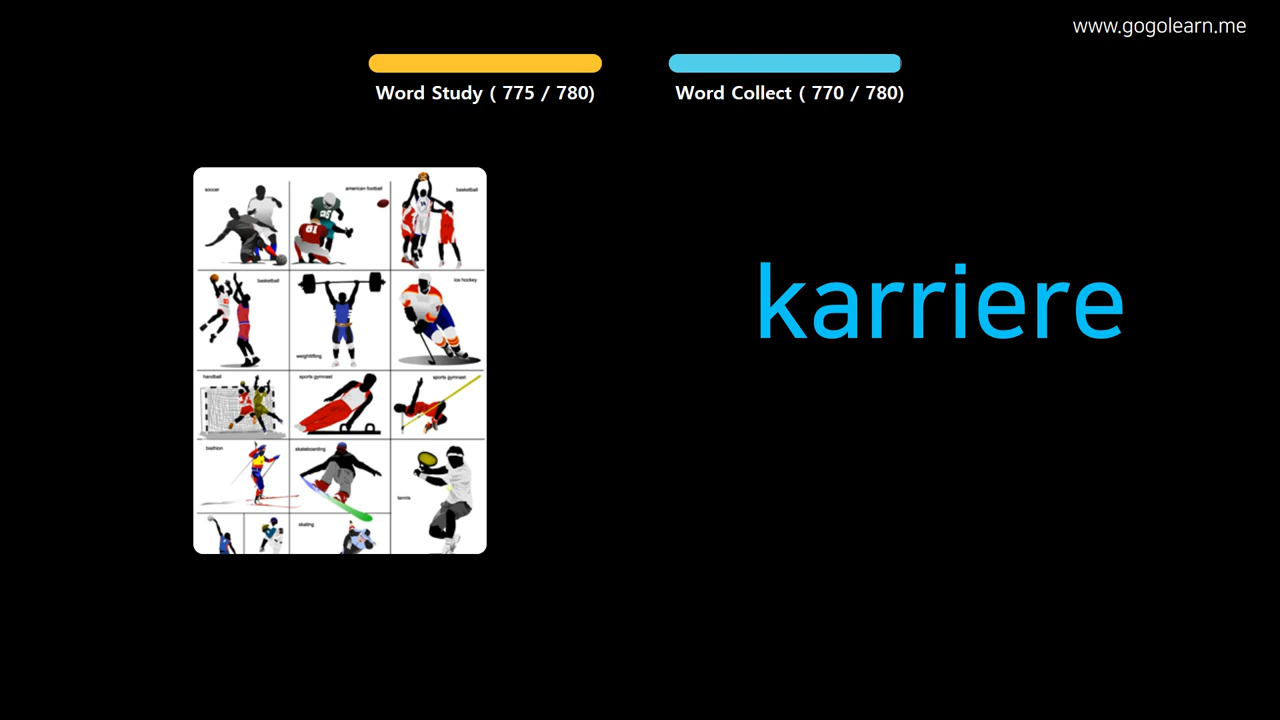 www.gogolearn.me
Word Study ( 775 / 780)
Word Collect ( 770 / 780)
soccer
american football
basketball
basketball
weightlifting
ice hockey
handball
sports gymnast
sports gymnast
biathlon
skateboarding
tennis
skating
karriere